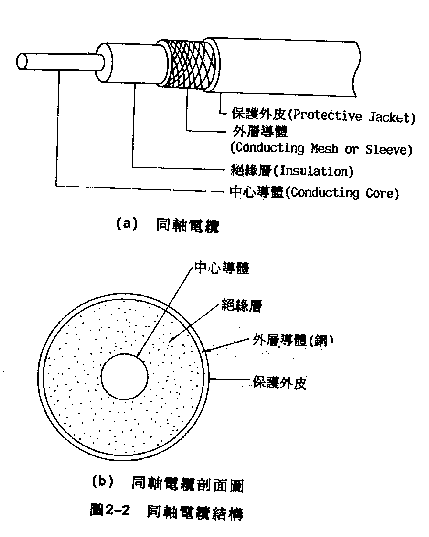 保護外皮(Protective Jacket)
外層導體
(Conducting Mesh or Sleeve)
絕緣層(Insulation)
中心導體(Conducting Core)
(a) 同軸電纜
中心導體
絕緣層
外層導體(網)
保護外皮
(b) 同軸電纜剖面圖
圖2-2 同軸電纜結構